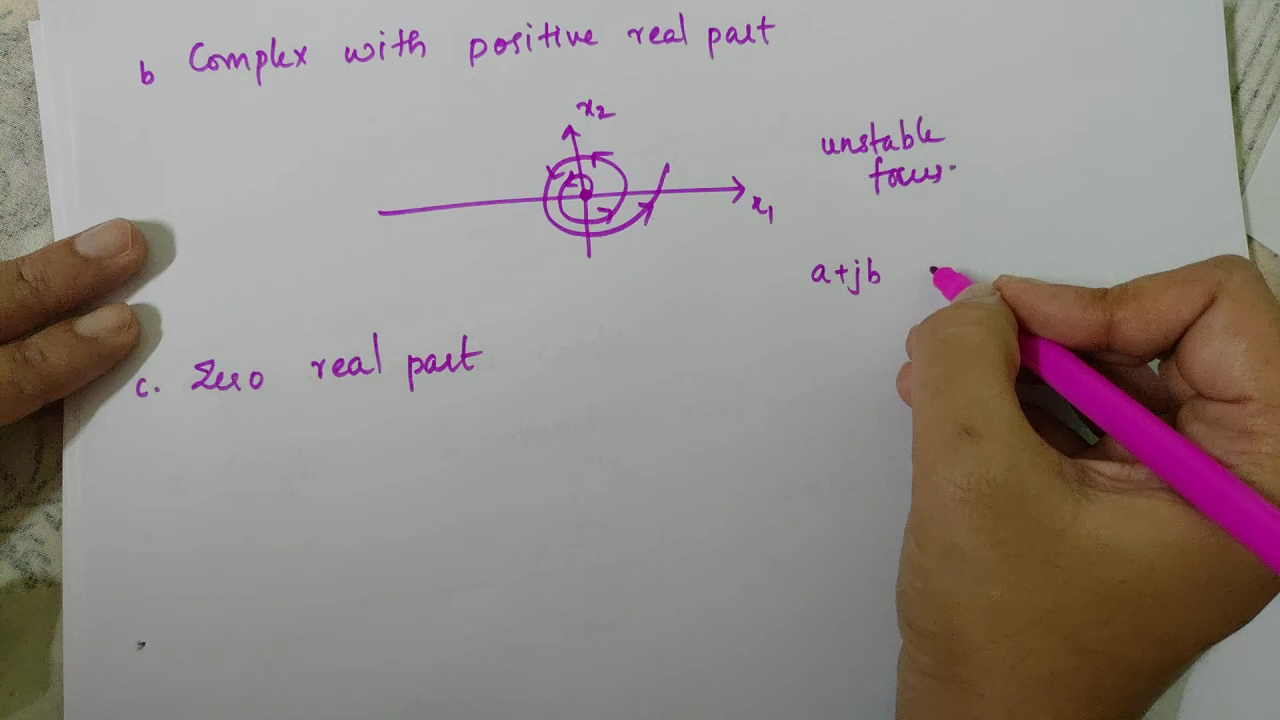 b Complex with positive real part
x2
unstable
focus.
x1
a+jb
c. Zero real part